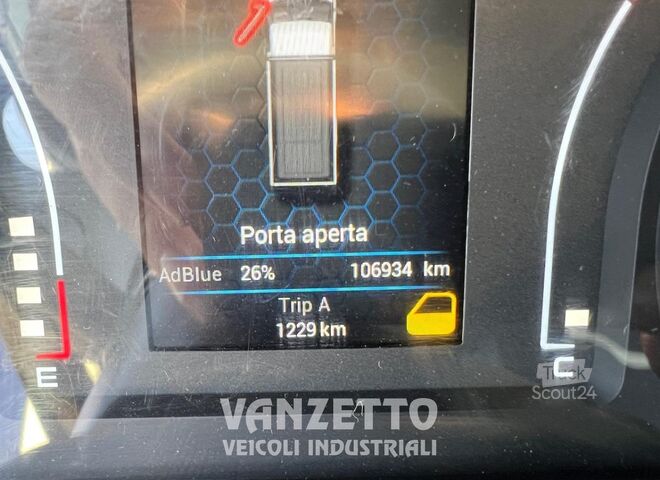 Porta aperta
AdBlue 26% 106934 km
Trip A
1229 km
E C
Truck
Scout24
VANZETTO
VEICOLI INDUSTRIALI